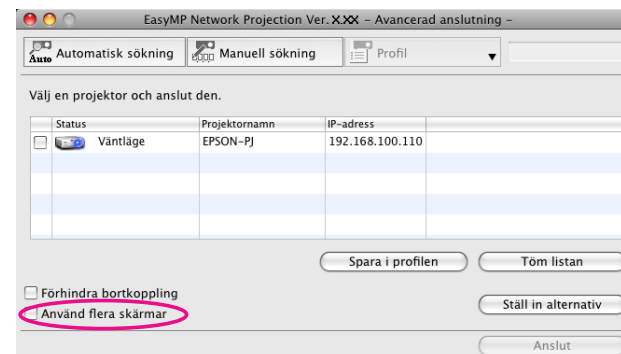 EasyMP Network Projection Ver. X.XX – Avancerad anslutning –
Auto Automatisk sökning Manuell sökning Profil
Välj en projektor och anslut den.
Status Projektornamn IP-adress
Väntläge EPSON-PJ 192.168.100.110
Spara i profilen Töm listan
Förhindra bortkoppling
Använd flera skärmar
Ställ in alternativ
Anslut